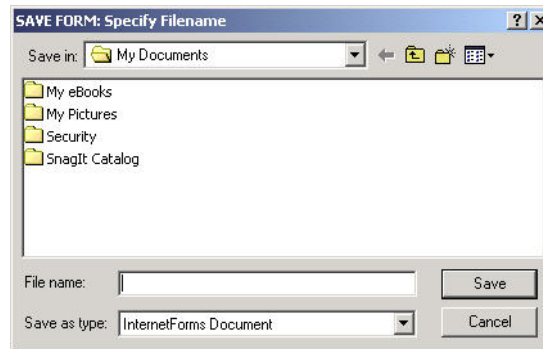 SAVE FORM: Specify Filename
Save in: My Documents
My eBooks
My Pictures
Security
SnagIt Catalog
File name: Save
Save as type: InternetForms Document Cancel